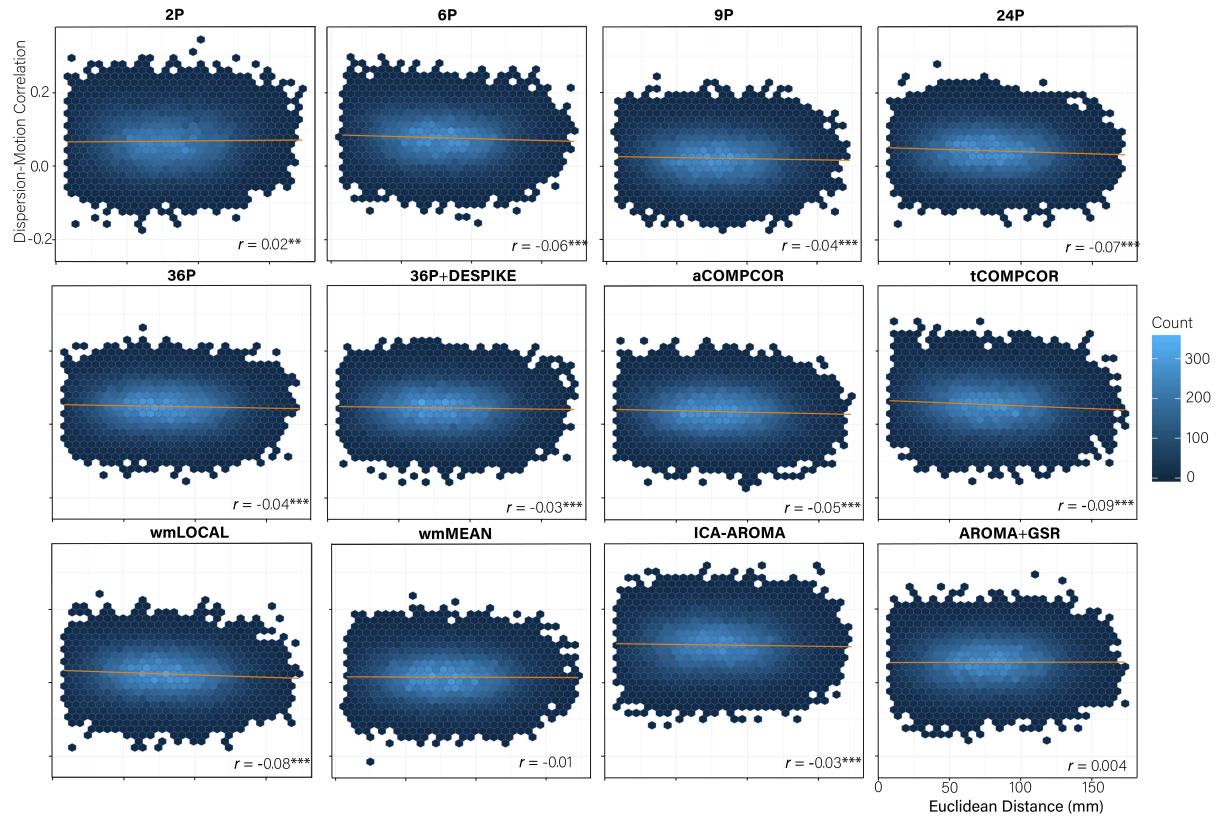 2P
6P
9P
24P
Dispersion-Motion Correlation
0.2
0.0
-0.2
r = 0.02**
r = -0.06***
r = -0.04***
r = -0.07***
36P
36P+DESPIKE
aCOMPCOR
tCOMPCOR
r = -0.04***
r = -0.03***
r = -0.05***
r = -0.09***
Count
300
200
100
0
wmLOCAL
wmMEAN
ICA-AROMA
AROMA+GSR
r = -0.08***
r = -0.01
r = -0.03***
r = 0.004
0
50
100
150
Euclidean Distance (mm)